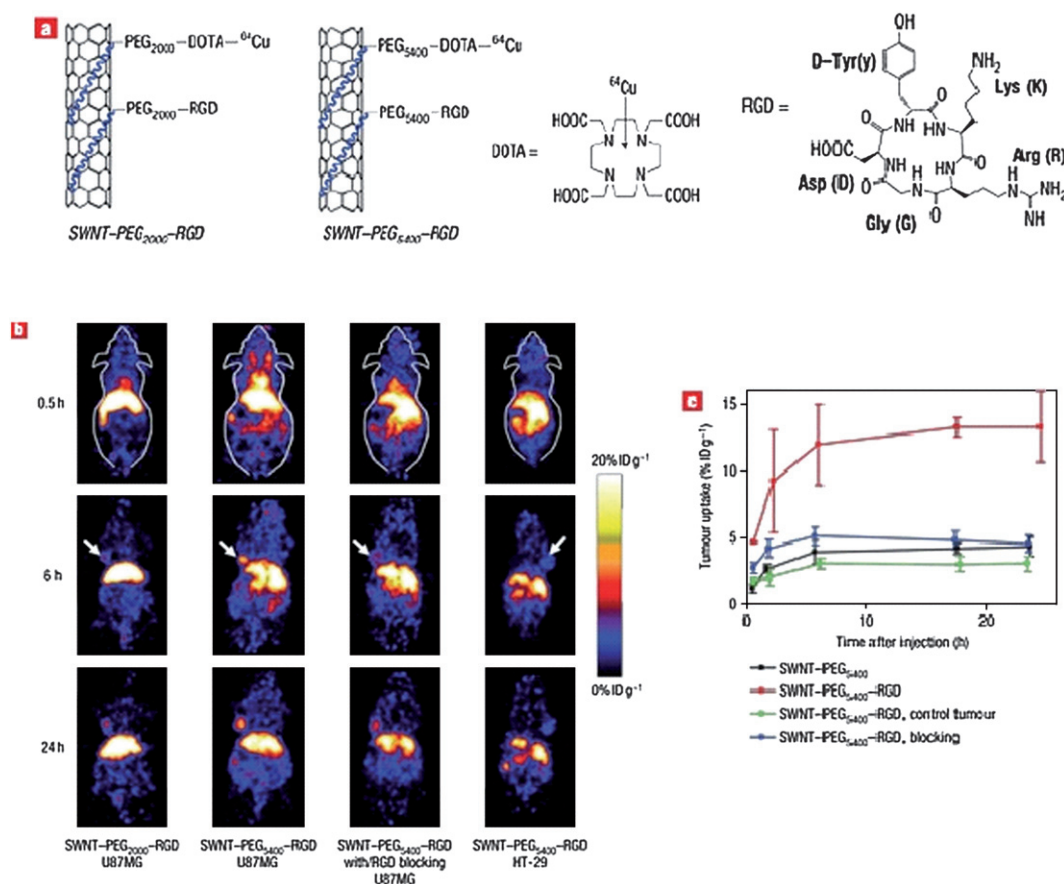 a
PEG2000—DOTA—64Cu
PEG2000—RGD
SWNT–PEG2000–RGD
PEG5400—DOTA—64Cu
PEG5400—RGD
SWNT–PEG5400–RGD
DOTA =
64Cu
HOOC
COOH
N
N
N
N
HOOC
COOH
RGD =
OH
D–Tyr(y)
NH2
Lys (K)
O
O
NH
HN
HOOC
NH
HN
O
Arg (R)
Asp (D)
O
H
N
O
H
N
NH2
NH
Gly (G)
b
0.5 h
6 h
24 h
20% ID g−1
0% ID g−1
SWNT–PEG2000–RGD
U87MG
SWNT–PEG5400–RGD
U87MG
SWNT–PEG5400–RGD
with/RGD blocking
U87MG
SWNT–PEG5400–RGD
HT-29
c
Tumour uptake (% ID g−1)
15
10
5
0
0
10
20
Time after injection (h)
SWNT–PEG5400
SWNT–PEG5400–RGD
SWNT–PEG5400–RGD, control tumour
SWNT–PEG5400–RGD, blocking